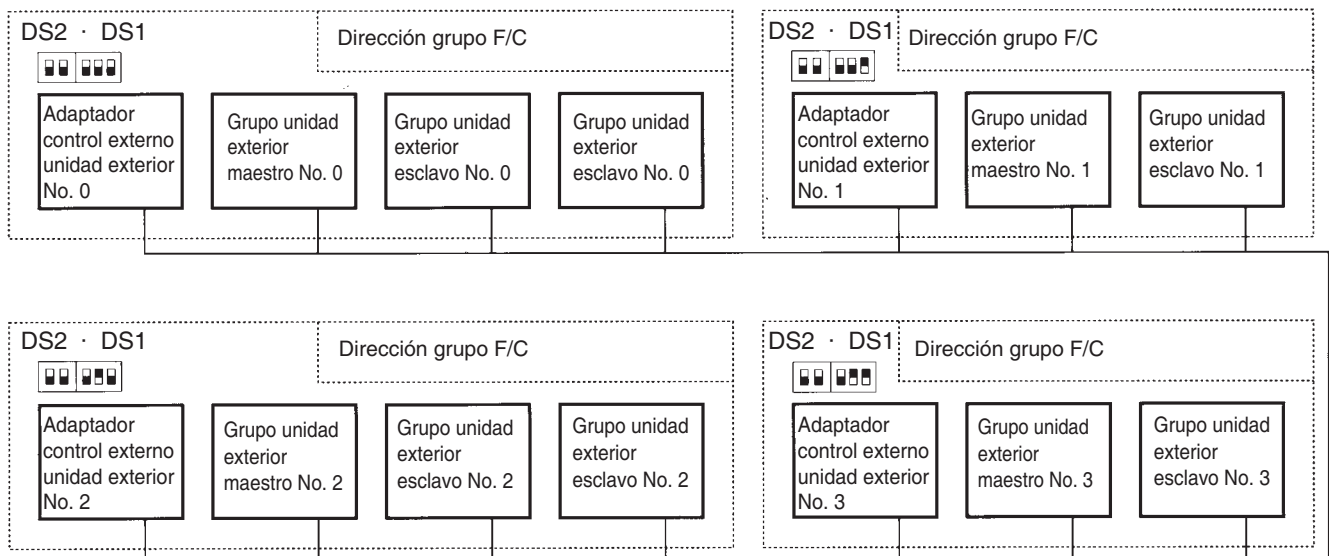 DS2 · DS1
Dirección grupo F/C
Adaptador
control externo
unidad exterior
No. 0
Grupo unidad
exterior
maestro No. 0
Grupo unidad
exterior
esclavo No. 0
Grupo unidad
exterior
esclavo No. 0
DS2 · DS1
Dirección grupo F/C
Adaptador
control externo
unidad exterior
No. 1
Grupo unidad
exterior
maestro No. 1
Grupo unidad
exterior
esclavo No. 1
DS2 · DS1
Dirección grupo F/C
Adaptador
control externo
unidad exterior
No. 2
Grupo unidad
exterior
maestro No. 2
Grupo unidad
exterior
esclavo No. 2
Grupo unidad
exterior
esclavo No. 2
DS2 · DS1
Dirección grupo F/C
Adaptador
control externo
unidad exterior
No. 3
Grupo unidad
exterior
maestro No. 3
Grupo unidad
exterior
esclavo No. 3